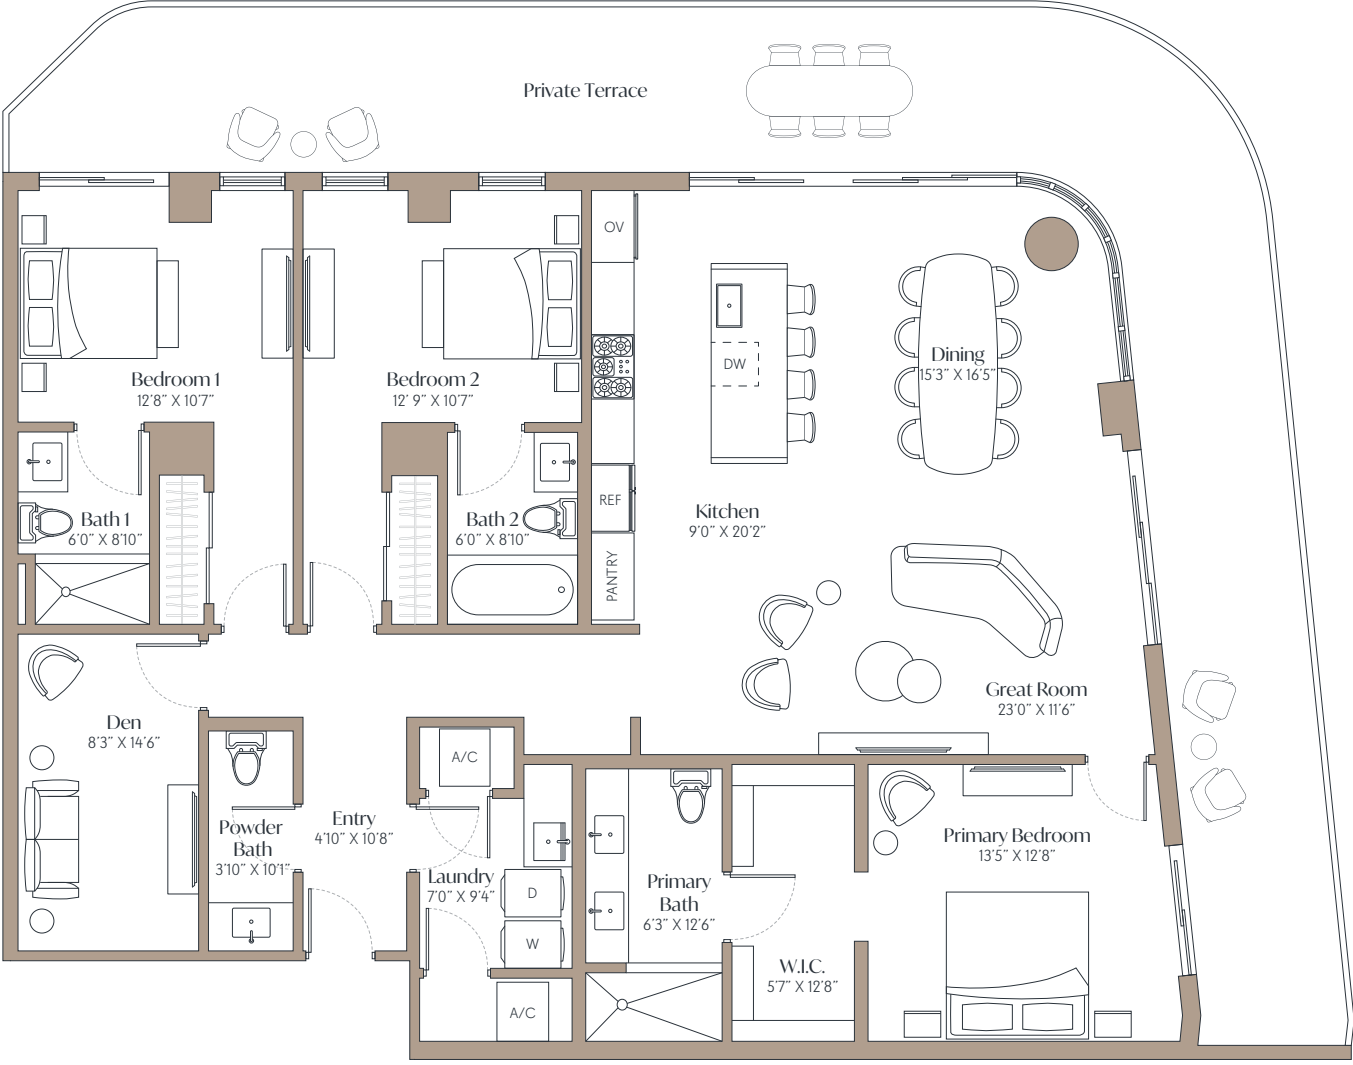 Private Terrace
OV
DW
Dining
15'3" X 16'5"
Bedroom 1
12'8" X 10'7"
Bedroom 2
12' 9" X 10'7"
REF
Kitchen
9'0" X 20'2"
Bath 1
6'0" X 8'10"
Bath 2
6'0" X 8'10"
PANTRY
Great Room
23'0" X 11'6"
Den
8'3" X 14'6"
A/C
Entry
4'10" X 10'8"
Powder
Bath
3'10" X 10'1"
Laundry
7'0" X 9'4"
D
W
A/C
Primary
Bath
6'3" X 12'6"
W.I.C.
5'7" X 12'8"
Primary Bedroom
13'5" X 12'8"